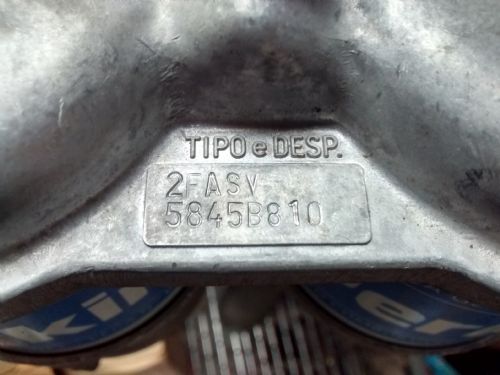 TIPO e DESP.
2FASV
5845B810